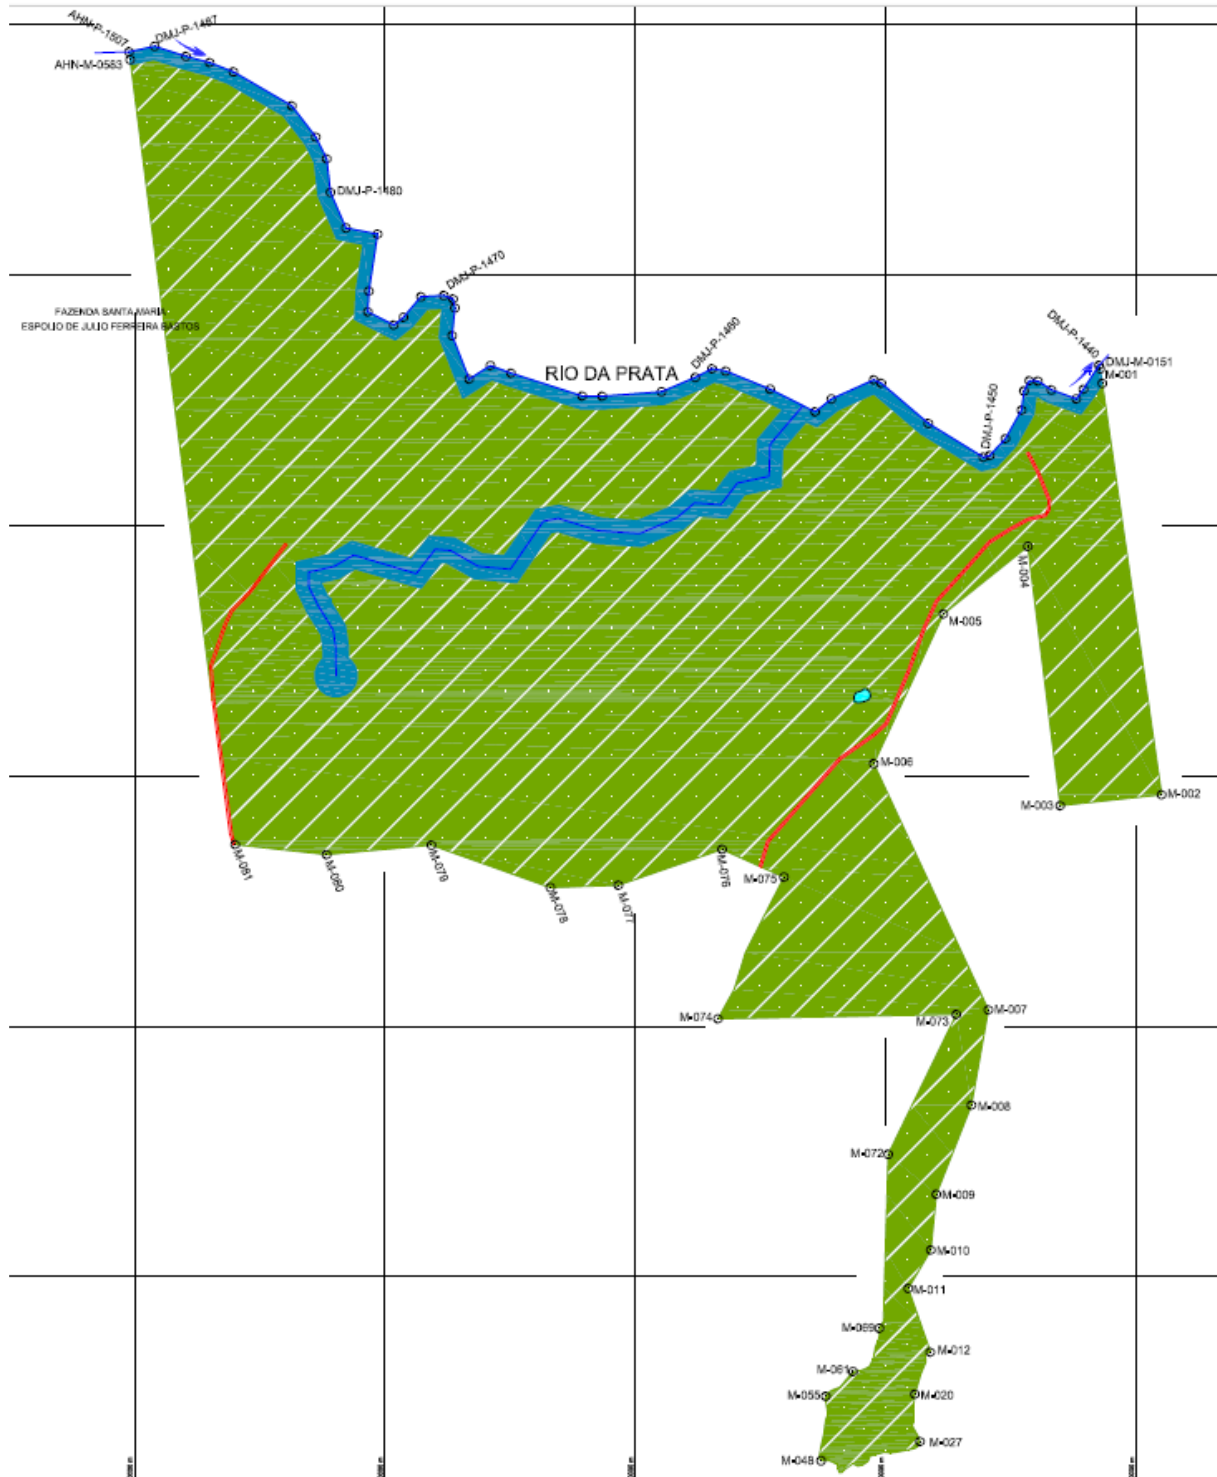 AHN-P-1507
DMJ-P-1487
AHN-M-0583
DMJ-P-1480
DMJ-P-1470
FAZENDA SANTA MARIA
ESPOLIO DE JULIO FERREIRA BASTOS
RIO DA PRATA
DMJ-P-1460
DMJ-P-1440
DMJ-M-0151
M-001
DMJ-P-1450
M-004
M-005
M-006
M-003
M-002
M-081
M-080
M-079
M-078
M-077
M-076
M-075
M-074
M-073
M-007
M-008
M-072
M-009
M-010
M-011
M-069
M-012
M-061
M-055
M-020
M-027
M-048